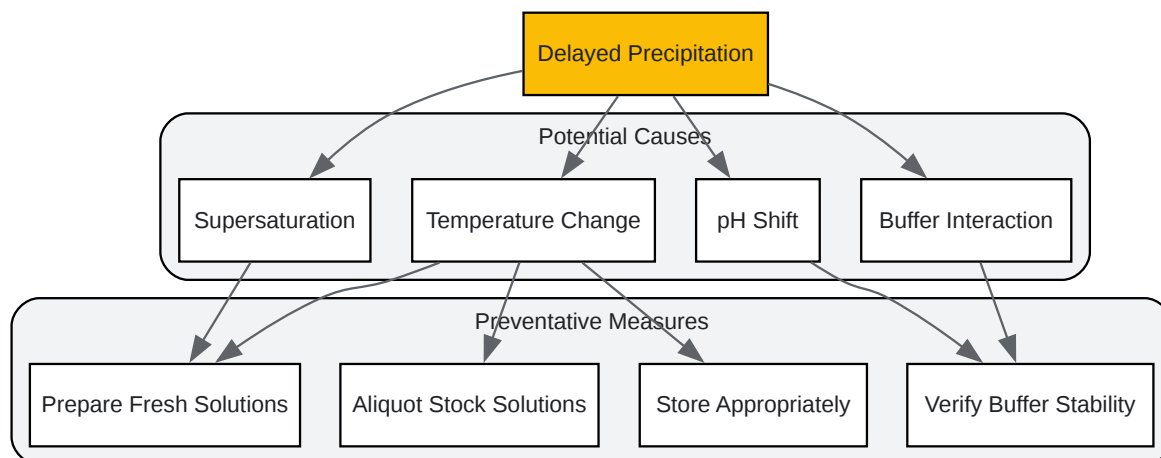 Delayed Precipitation
Potential Causes
Supersaturation
Temperature Change
pH Shift
Buffer Interaction
Preventative Measures
Prepare Fresh Solutions
Aliquot Stock Solutions
Store Appropriately
Verify Buffer Stability